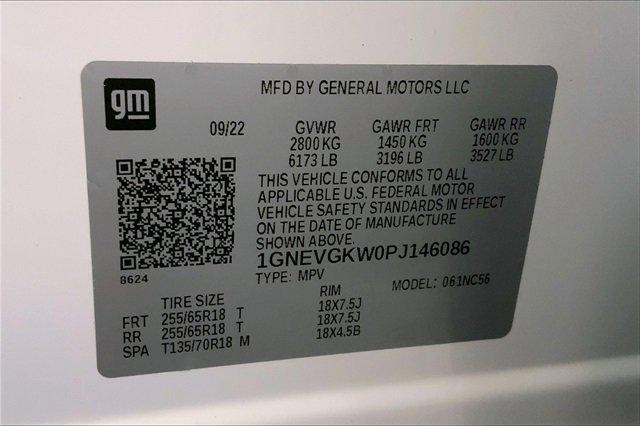 gm
MFD BY GENERAL MOTORS LLC
09/22 GVWR GAWR FRT GAWR RR
2800 KG 1450 KG 1600 KG
6173 LB 3196 LB 3527 LB
THIS VEHICLE CONFORMS TO ALL
APPLICABLE U.S. FEDERAL MOTOR
VEHICLE SAFETY STANDARDS IN EFFECT
ON THE DATE OF MANUFACTURE
SHOWN ABOVE.
1GNEVGKW0PJ146086
8624
TYPE: MPV MODEL: 061NC56
TIRE SIZE RIM
FRT 255/65R18 T 18X7.5J
RR 255/65R18 T 18X7.5J
SPA T135/70R18 M 18X4.5B